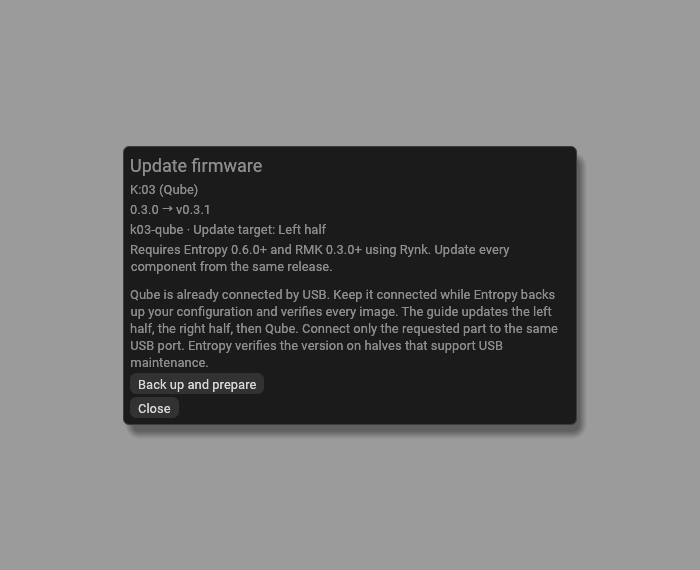 Update firmware
K:03 (Qube)
0.3.0 → v0.3.1
k03-qube · Update target: Left half
Requires Entropy 0.6.0+ and RMK 0.3.0+ using Rynk. Update every
component from the same release.
Qube is already connected by USB. Keep it connected while Entropy backs
up your configuration and verifies every image. The guide updates the left
half, the right half, then Qube. Connect only the requested part to the same
USB port. Entropy verifies the version on halves that support USB
maintenance.
Back up and prepare
Close